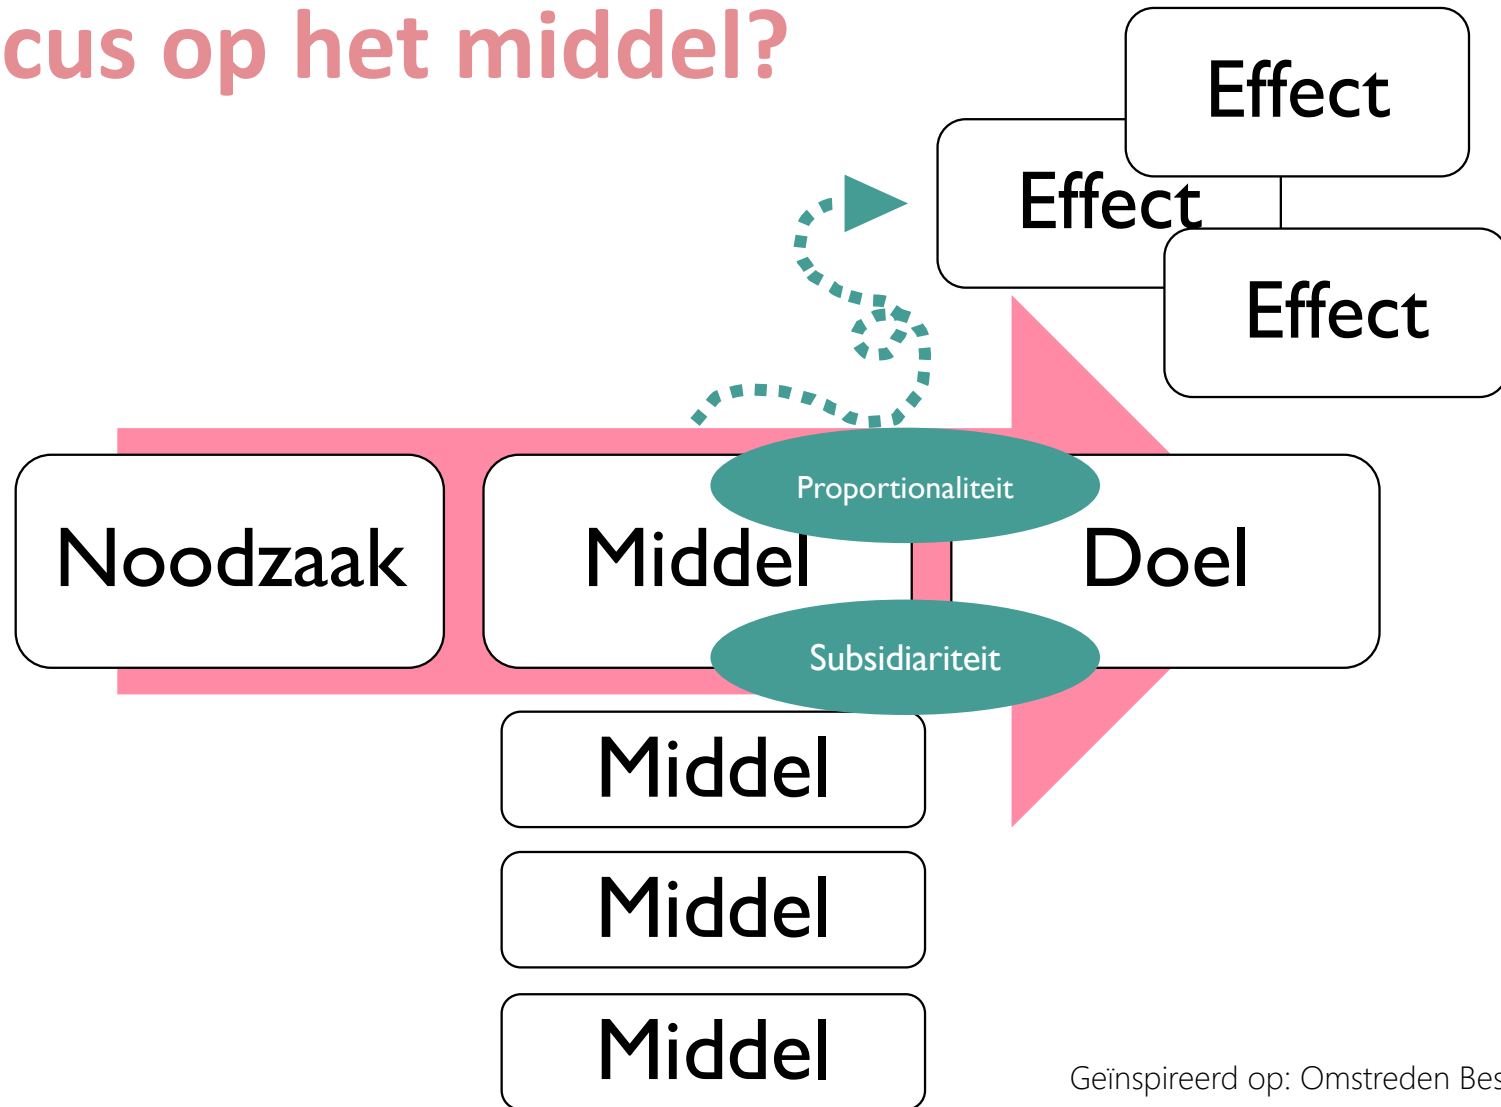 cus op het middel?
Effect
Effect
Effect
Proportionaliteit
Noodzaak
Middel
Doel
Subsidiariteit
Middel
Middel
Middel
Geïnspireerd op: Omstreden Bes